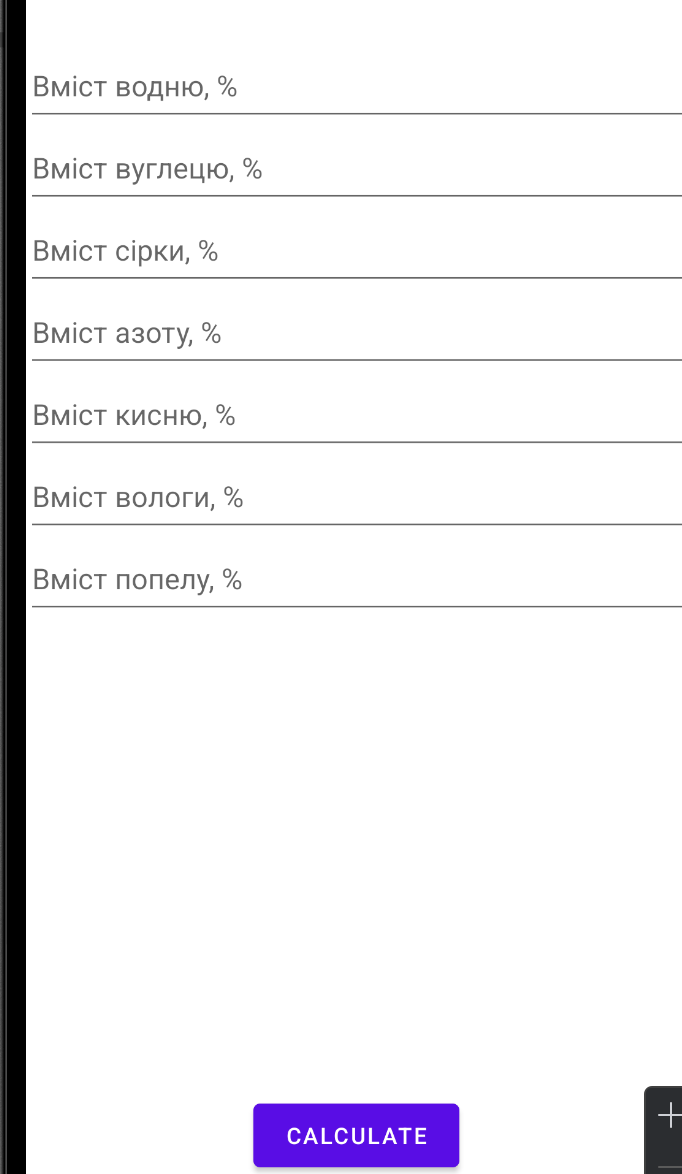 Вміст водню, %
Вміст вуглецю, %
Вміст сірки, %
Вміст азоту, %
Вміст кисню, %
Вміст вологи, %
Вміст попелу, %
CALCULATE